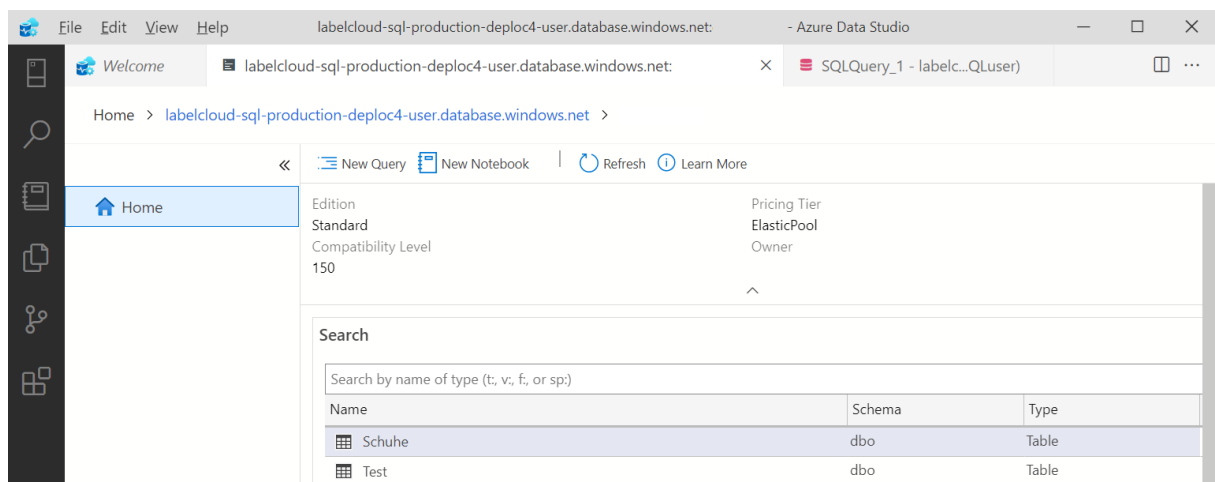 File Edit View Help labelcloud-sql-production-deploc4-user.database.windows.net: - Azure Data Studio
Welcome labelcloud-sql-production-deploc4-user.database.windows.net: SQLQuery_1 - labelc...QLuser)
Home > labelcloud-sql-production-deploc4-user.database.windows.net >
« New Query New Notebook | Refresh Learn More
Home
Edition Pricing Tier
Standard ElasticPool
Compatibility Level Owner
150
Search
Search by name of type (t:, v:, f:, or sp:)
Name Schema Type
Schuhe dbo Table
Test dbo Table